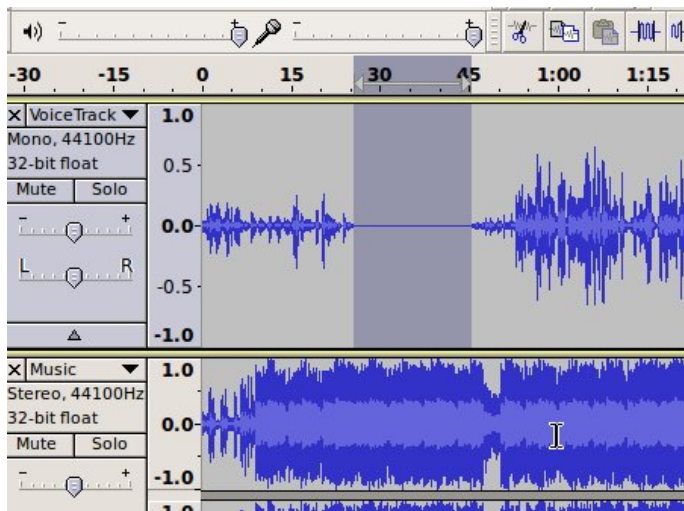 -30 -15 0 15 30 45 1:00 1:15
VoiceTrack
Mono, 44100Hz
32-bit float
Mute Solo
- +
L R
1.0
0.5
0.0
-0.5
-1.0
Music
Stereo, 44100Hz
32-bit float
Mute Solo
- +
1.0
0.0
-1.0
1.0